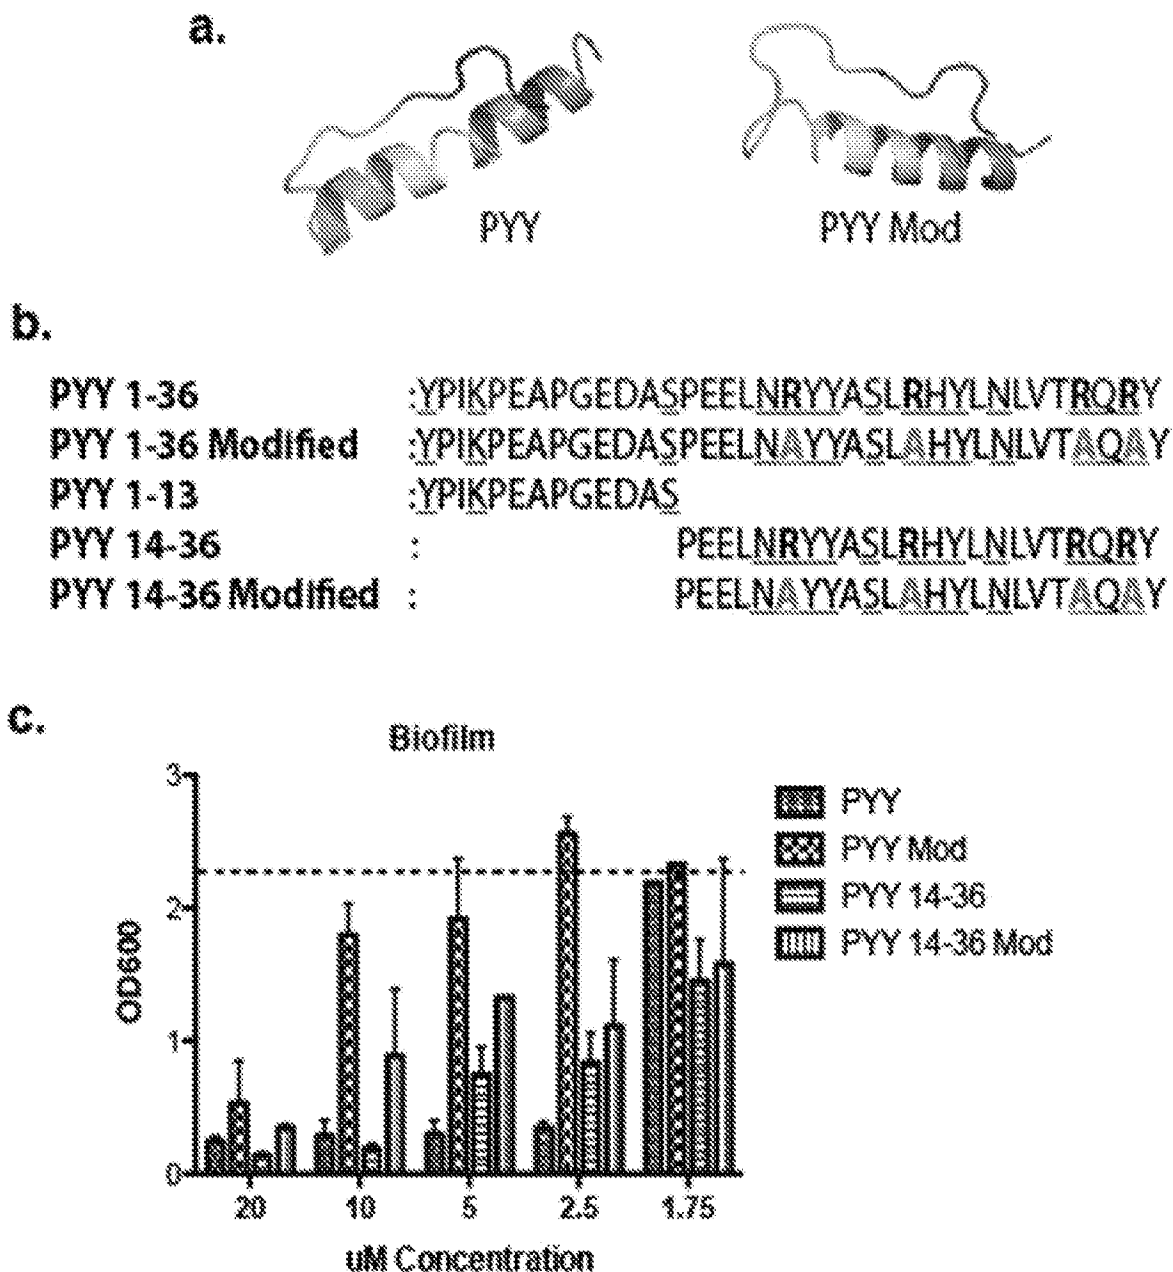 a.
PYY
PYY Mod
b.
PYY 1-36 :YPIKPEAPGEDASPEELNRYYASLRHYLNLVTRQRY
PYY 1-36 Modified :YPIKPEAPGEDASPEELNAYYASLAHYLNLVTAQAY
PYY 1-13 :YPIKPEAPGEDAS
PYY 14-36 : PEELNRYYASLRHYLNLVTRQRY
PYY 14-36 Modified : PEELNAYYASLAHYLNLVTAQAY
c.
Biofilm
3
2
1
0
OD600
20 10 5 2.5 1.75
uM Concentration
PYY
PYY Mod
PYY 14-36
PYY 14-36 Mod